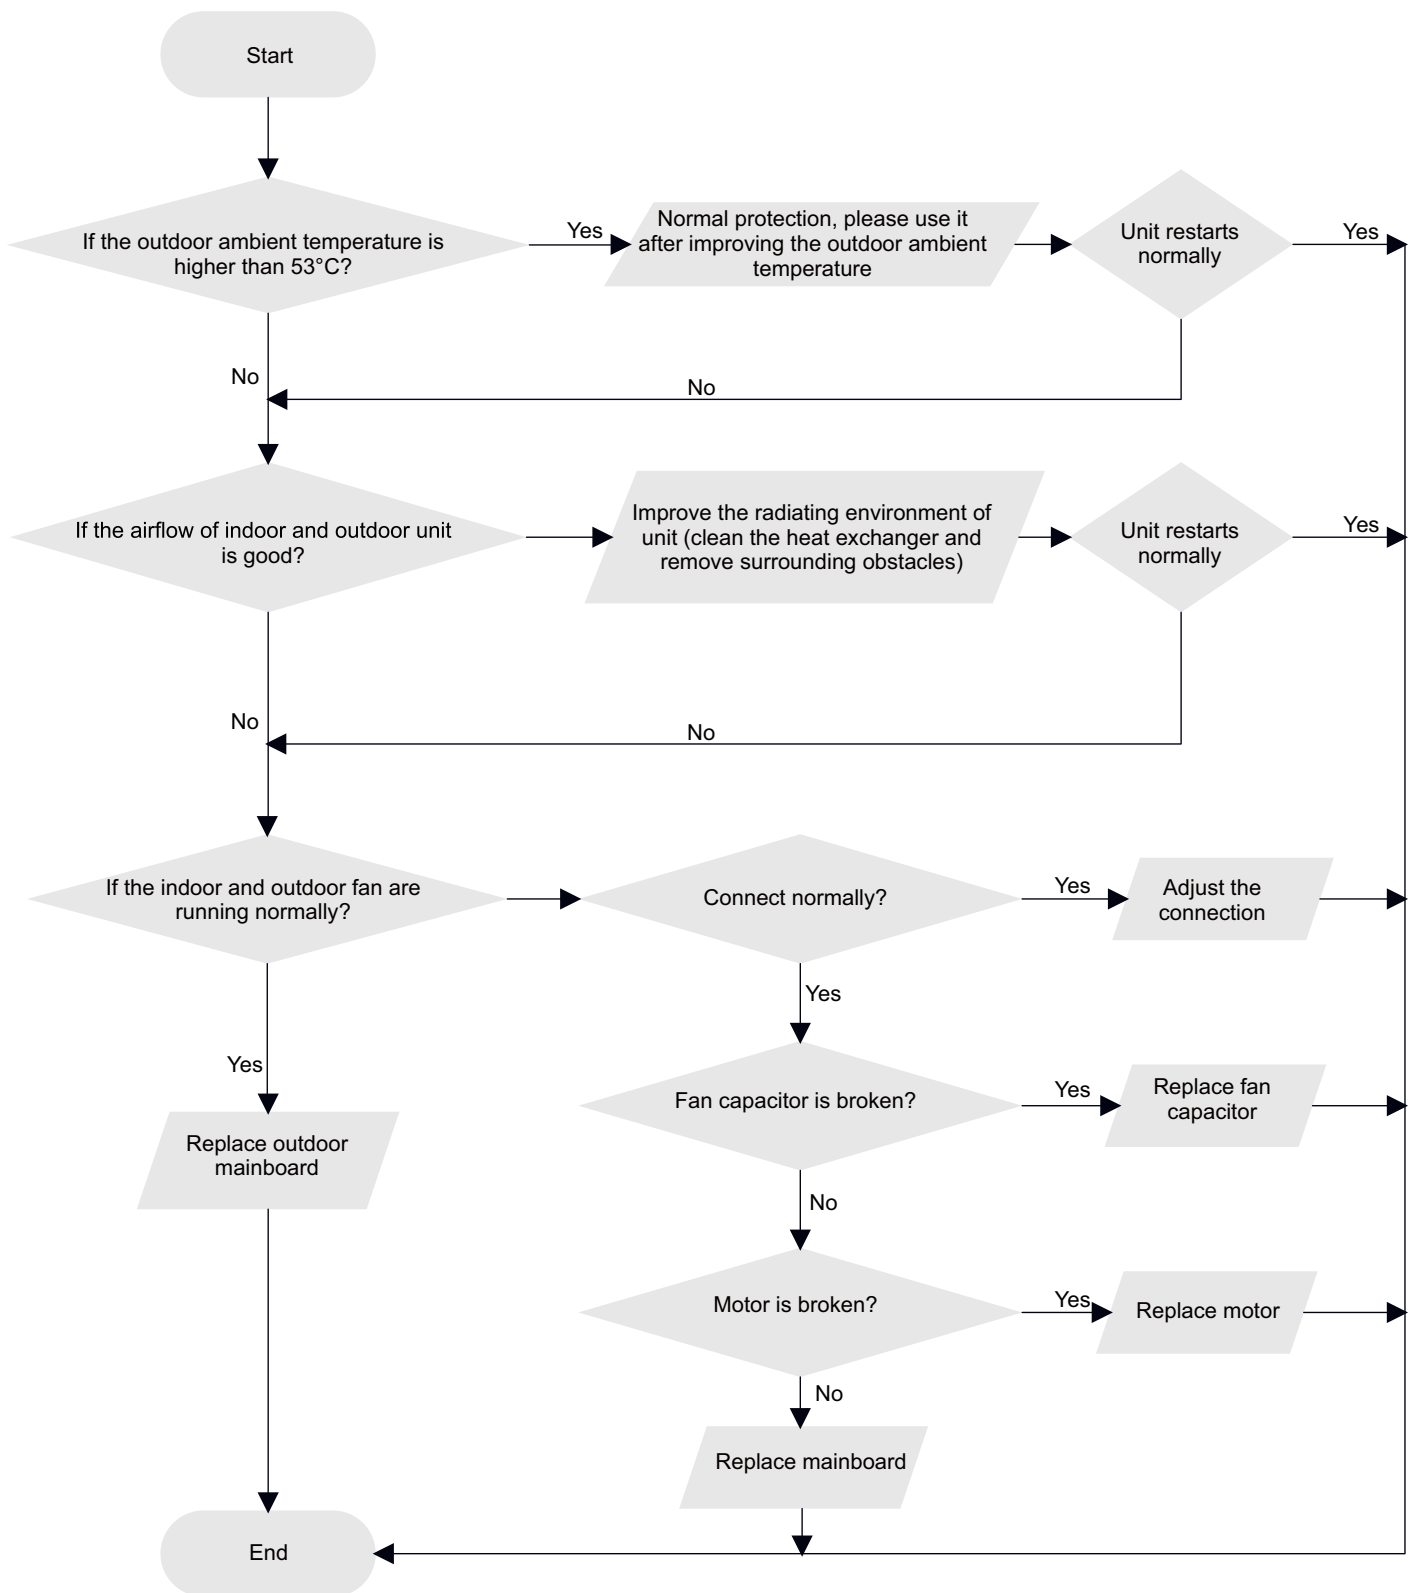 Start
If the outdoor ambient temperature is
higher than 53°C?
Yes
Normal protection, please use it
after improving the outdoor ambient
temperature
Unit restarts
normally
Yes
No
No
If the airflow of indoor and outdoor unit
is good?
Improve the radiating environment of
unit (clean the heat exchanger and
remove surrounding obstacles)
Unit restarts
normally
Yes
No
No
If the indoor and outdoor fan are
running normally?
Connect normally?
Yes
Adjust the
connection
Yes
Yes
Fan capacitor is broken?
Yes
Replace fan
capacitor
Replace outdoor
mainboard
No
Motor is broken?
Yes
Replace motor
No
Replace mainboard
End